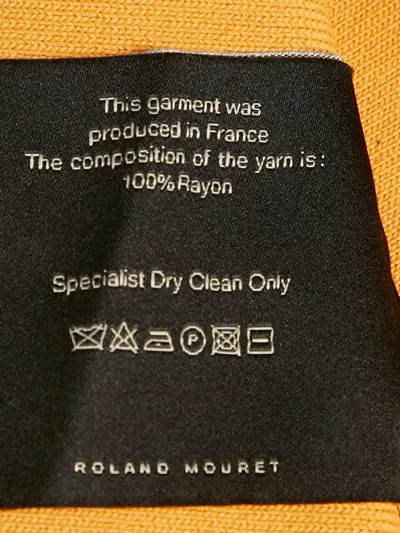 This garment was
produced in France
The composition of the yarn is:
100% Rayon
Specialist Dry Clean Only
P
ROLAND MOURET